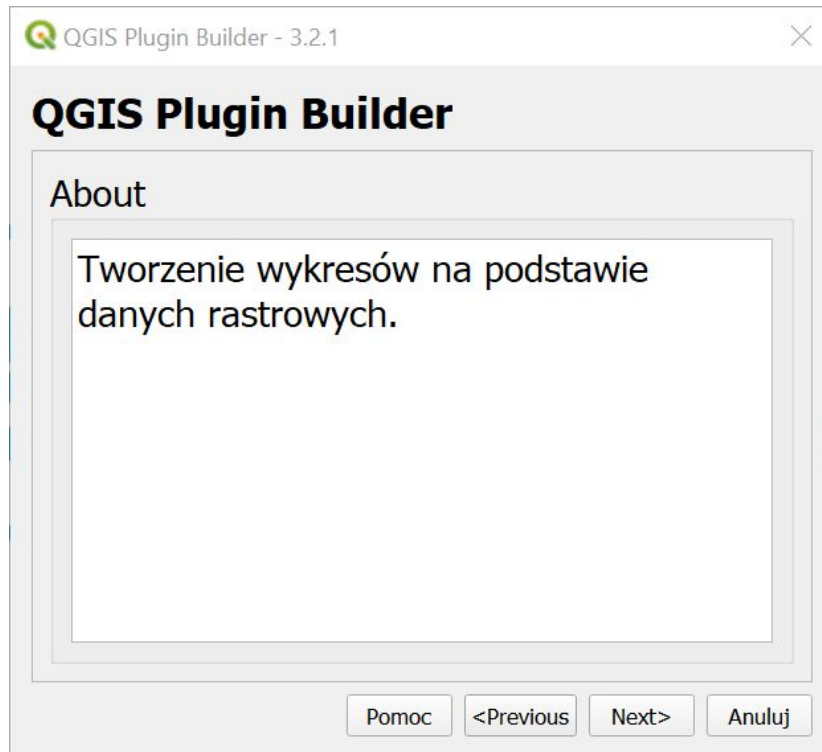 QGIS Plugin Builder - 3.2.1
QGIS Plugin Builder
About
Tworzenie wykresów na podstawie
danych rastrowych.
Pomoc
<Previous
Next>
Anuluj